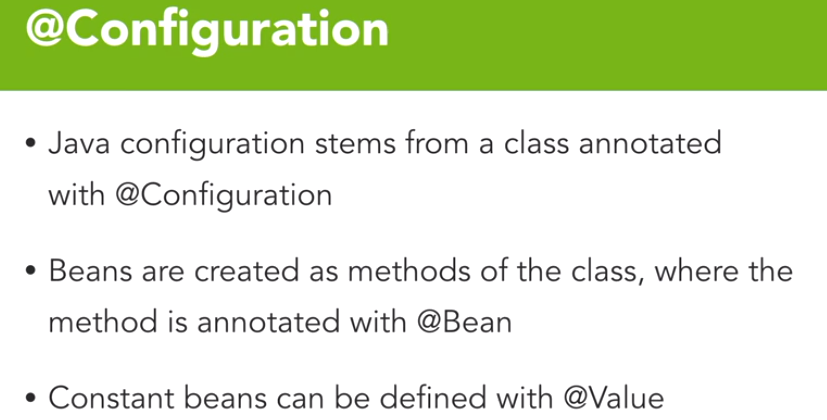 @Configuration
• Java configuration stems from a class annotated
with @Configuration
• Beans are created as methods of the class, where the
method is annotated with @Bean
• Constant beans can be defined with @Value